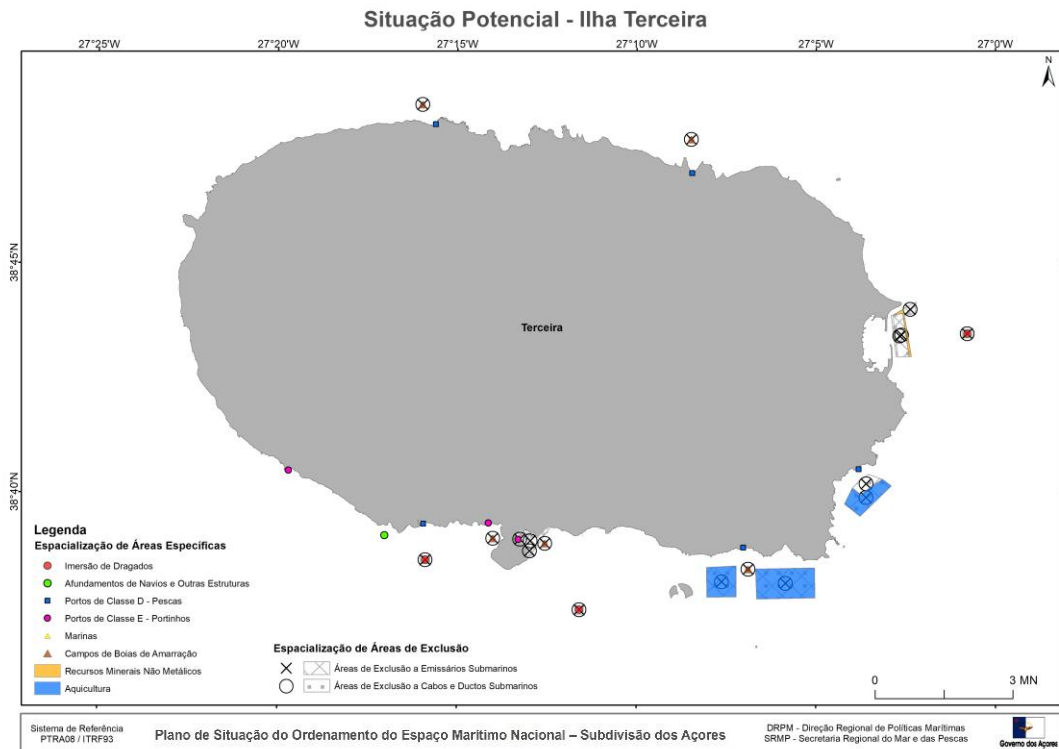 Situação Potencial - Ilha Terceira
27°25'W 27°20'W 27°15'W 27°10'W 27°5'W 27°0'W
N
38°45'N
Terceira
38°40'N
Legenda
Espacialização de Áreas Específicas
Imersão de Dragados
Afundamentos de Navios e Outras Estruturas
Portos de Classe D - Pescas
Portos de Classe E - Portinhos
Marinas
Campos de Boias de Amarração
Recursos Minerais Não Metálicos
Aquicultura
Espacialização de Áreas de Exclusão
Áreas de Exclusão a Emissários Submarinos
Áreas de Exclusão a Cabos e Ductos Submarinos
0 3 MN
Sistema de Referência
PTRA08 / ITRF93
Plano de Situação do Ordenamento do Espaço Marítimo Nacional – Subdivisão dos Açores
DRPM - Direção Regional de Políticas Marítimas
SRMP - Secretaria Regional do Mar e das Pescas
Governo dos Açores